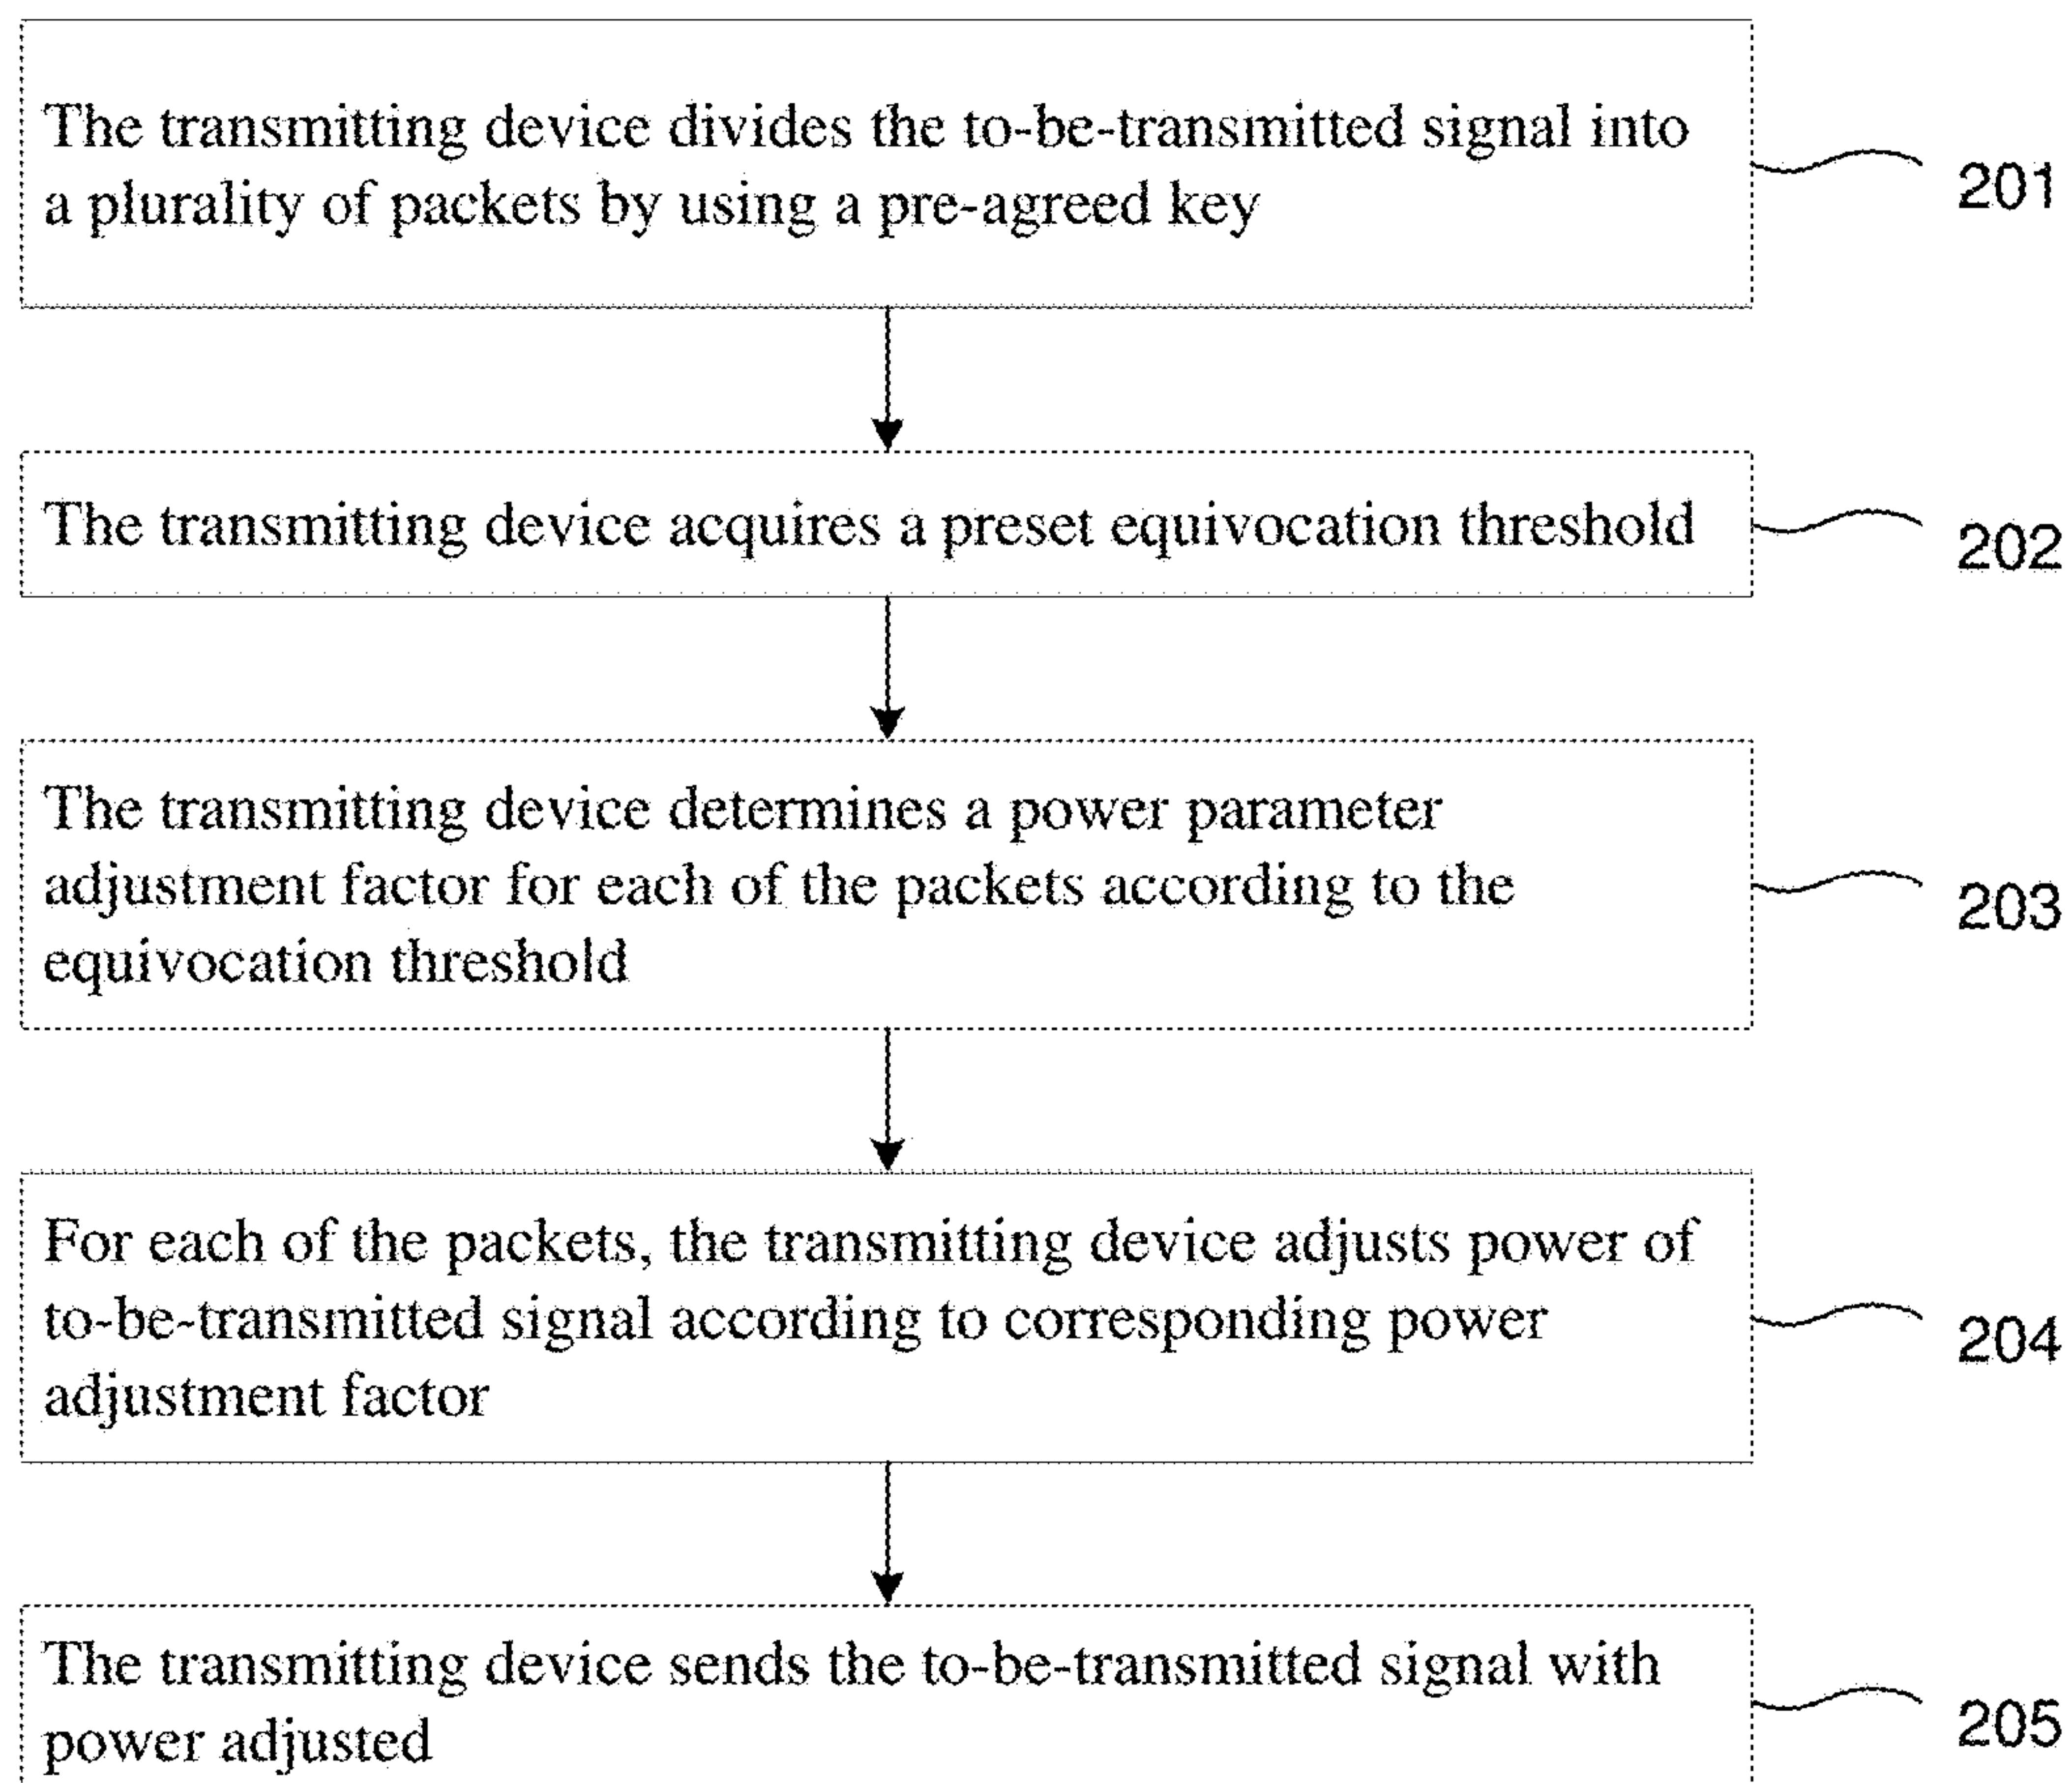 The transmitting device divides the to-be-transmitted signal into
a plurality of packets by using a pre-agreed key
201
The transmitting device acquires a preset equivocation threshold
202
The transmitting device determines a power parameter
adjustment factor for each of the packets according to the
equivocation threshold
203
For each of the packets, the transmitting device adjusts power of
to-be-transmitted signal according to corresponding power
adjustment factor
204
The transmitting device sends the to-be-transmitted signal with
power adjusted
205